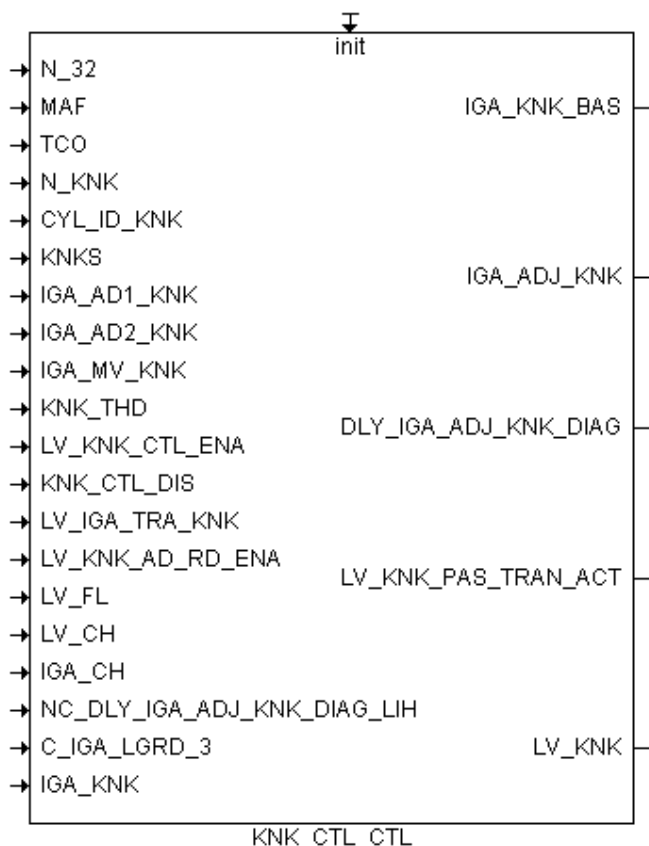 init
N_32
MAF
IGA_KNK_BAS
TCO
N_KNK
CYL_ID_KNK
KNKS
IGA_ADJ_KNK
IGA_AD1_KNK
IGA_AD2_KNK
IGA_MV_KNK
KNK_THD
DLY_IGA_ADJ_KNK_DIAG
LV_KNK_CTL_ENA
KNK_CTL_DIS
LV_IGA_TRA_KNK
LV_KNK_AD_RD_ENA
LV_KNK_PAS_TRAN_ACT
LV_FL
LV_CH
IGA_CH
NC_DLY_IGA_ADJ_KNK_DIAG_LIH
C_IGA_LGRD_3
LV_KNK
IGA_KNK
KNK CTL CTL